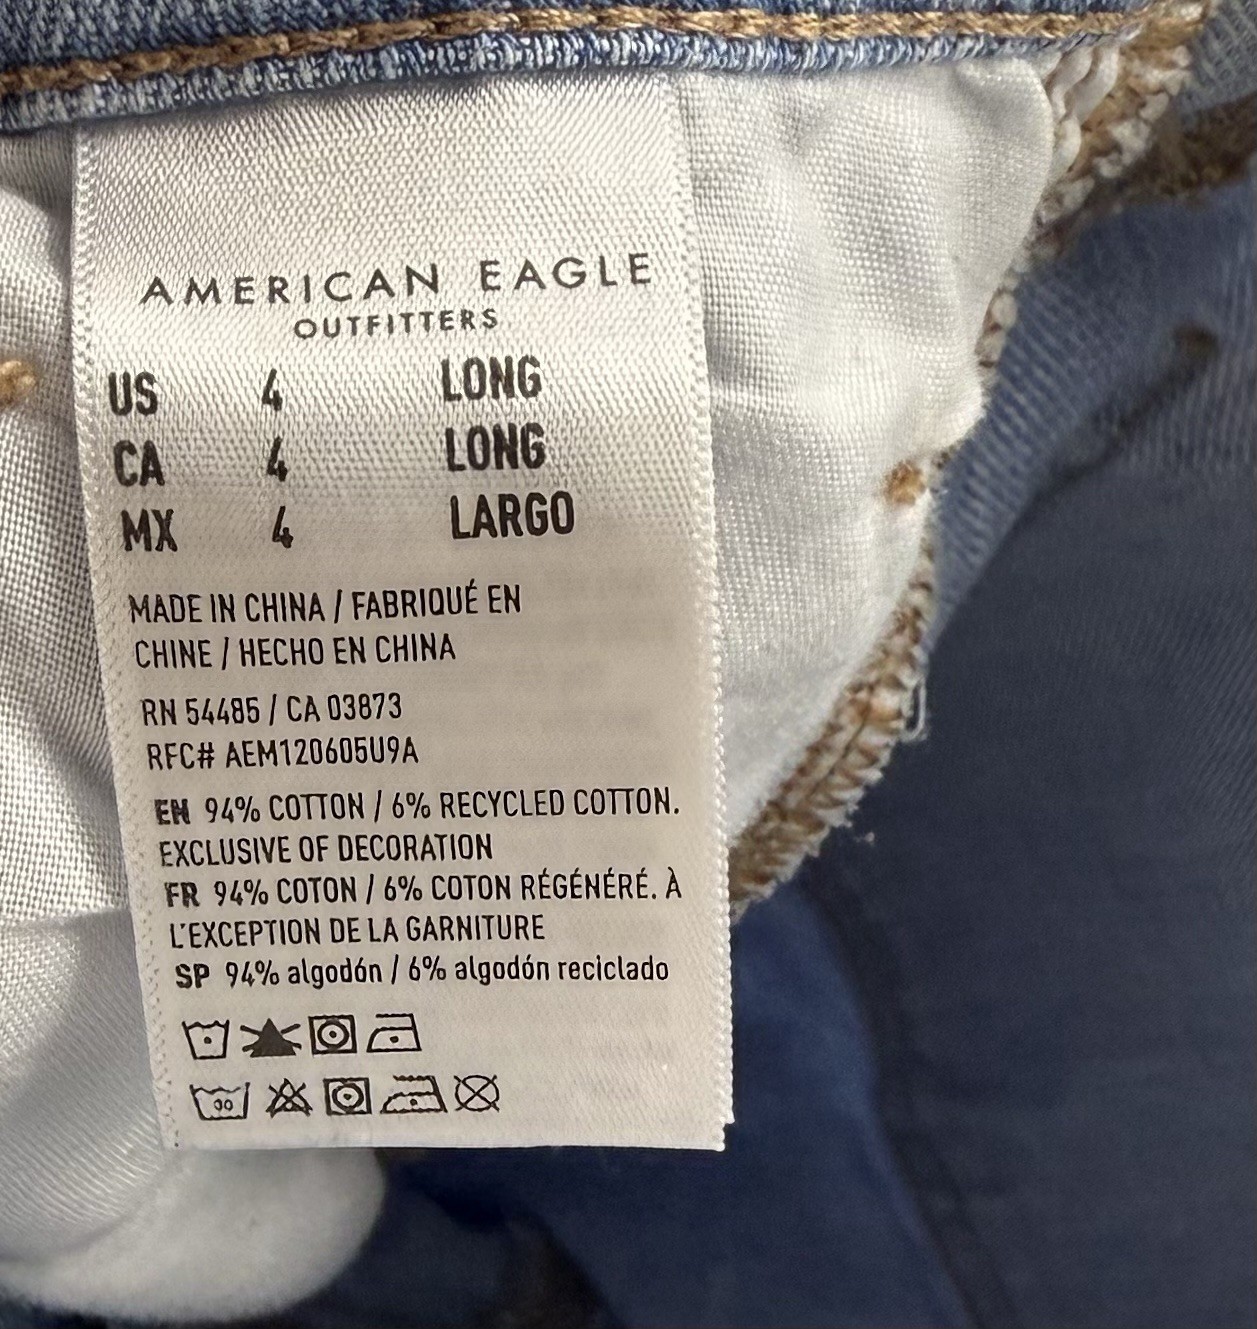 AMERICAN EAGLE
OUTFITTERS
US 4 LONG
CA 4 LONG
MX 4 LARGO
MADE IN CHINA / FABRIQUÉ EN
CHINE / HECHO EN CHINA
RN 54485 / CA 03873
RFC# AEM120605U9A
EN 94% COTTON / 6% RECYCLED COTTON.
EXCLUSIVE OF DECORATION
FR 94% COTON / 6% COTON RÉGÉNÉRÉ. À
L'EXCEPTION DE LA GARNITURE
SP 94% algodón / 6% algodón reciclado
30